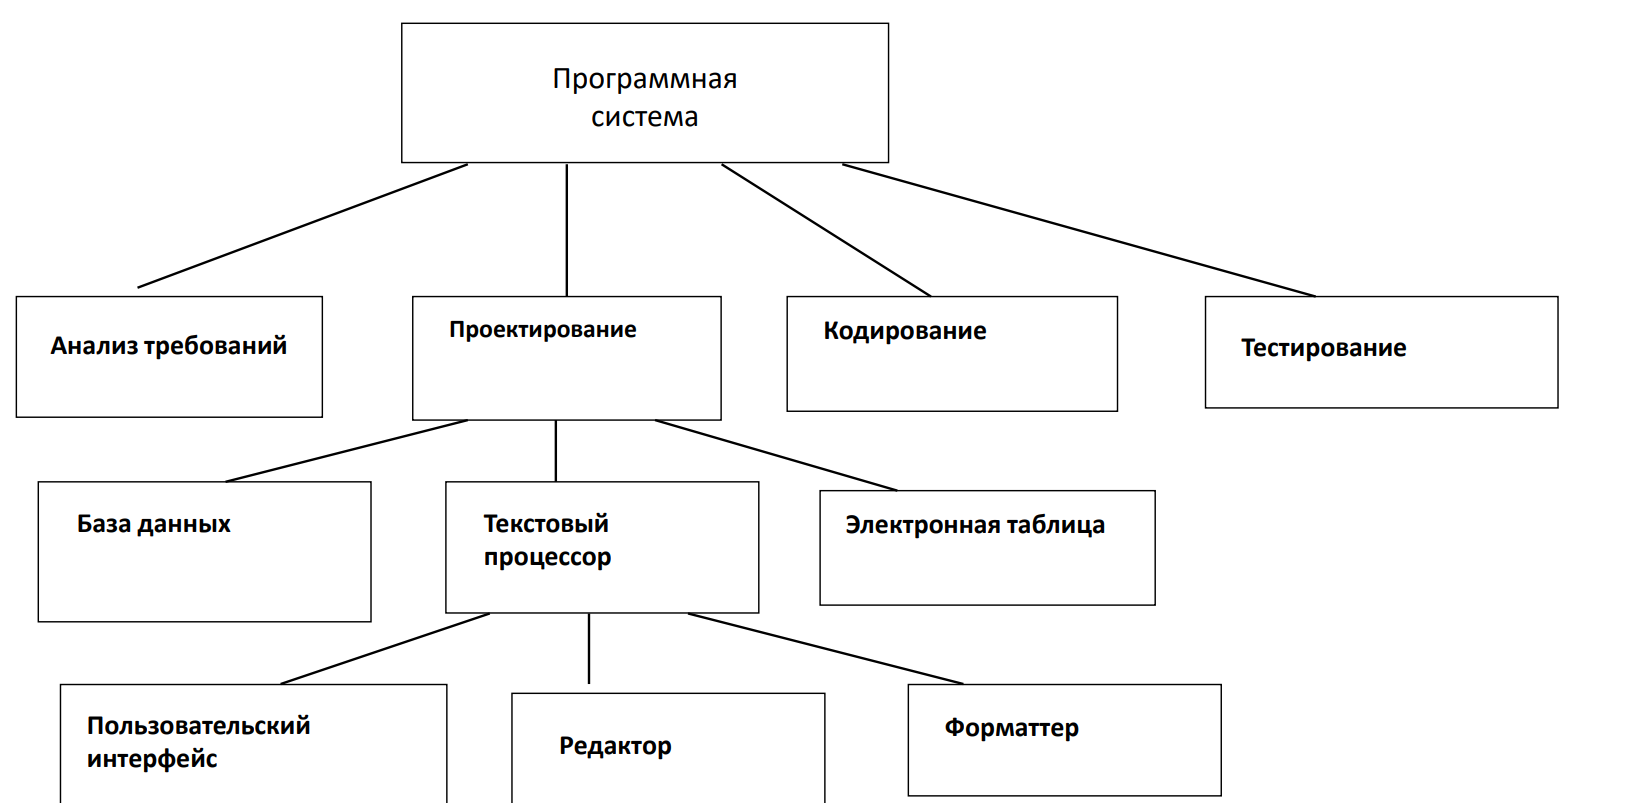 Программная
система
Анализ требований
Проектирование
Кодирование
Тестирование
База данных
Текстовый
процессор
Электронная таблица
Пользовательский
интерфейс
Редактор
Форматтер